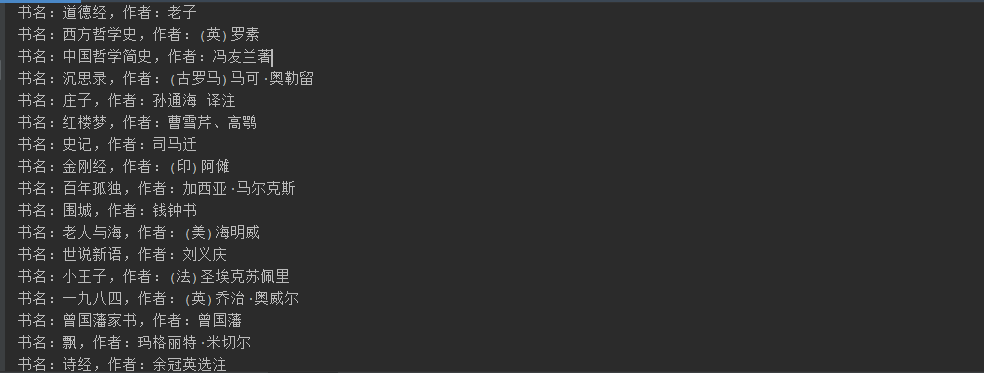 书名：道德经，作者：老子
书名：西方哲学史，作者：(英)罗素
书名：中国哲学简史，作者：冯友兰著
书名：沉思录，作者：(古罗马)马可·奥勒留
书名：庄子，作者：孙通海 译注
书名：红楼梦，作者：曹雪芹、高鹗
书名：史记，作者：司马迁
书名：金刚经，作者：(印)阿傩
书名：百年孤独，作者：加西亚·马尔克斯
书名：围城，作者：钱钟书
书名：老人与海，作者：(美)海明威
书名：世说新语，作者：刘义庆
书名：小王子，作者：(法)圣埃克苏佩里
书名：一九八四，作者：(英)乔治·奥威尔
书名：曾国藩家书，作者：曾国藩
书名：飘，作者：玛格丽特·米切尔
书名：诗经，作者：余冠英选注